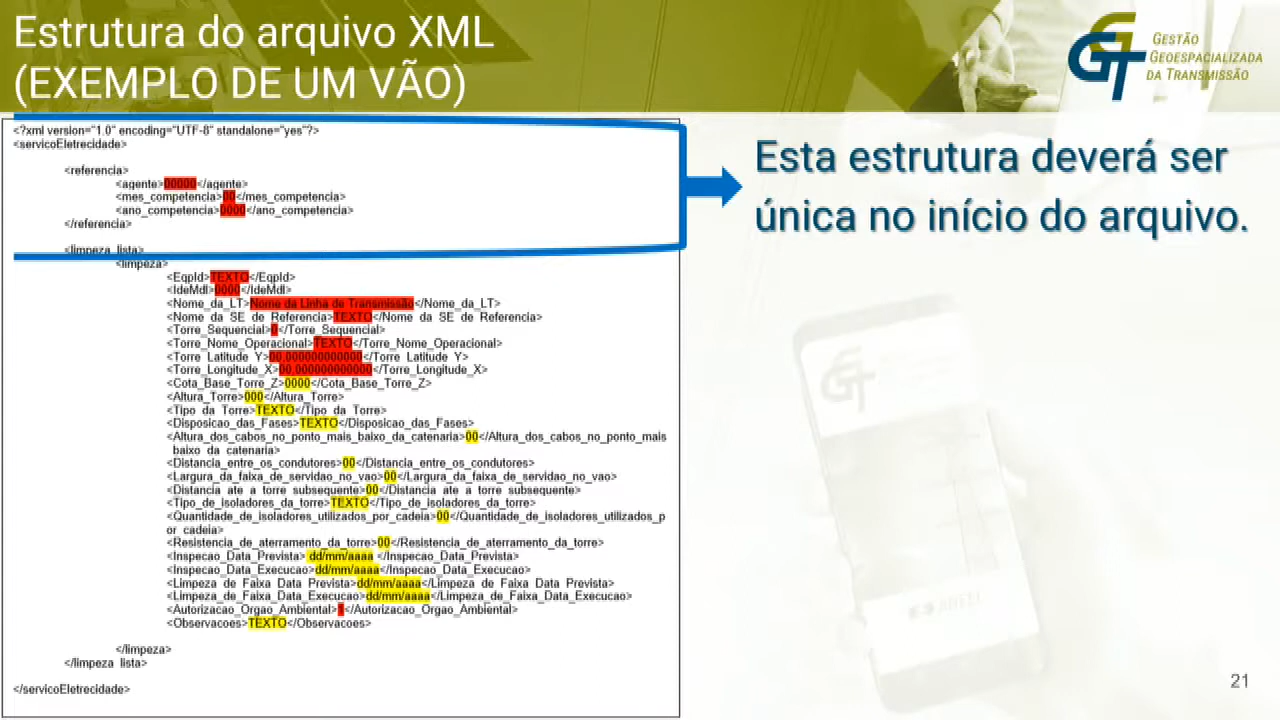 Estrutura do arquivo XML
(EXEMPLO DE UM VÃO)
GESTÃO
GEOESPACIALIZADA
DA TRANSMISSÃO
<?xml version="1.0" encoding="UTF-8" standalone="yes"?>
<servicoEletrecidade>
<referencia>
<agente>00000</agente>
<mes_competencia>00</mes_competencia>
<ano_competencia>0000</ano_competencia>
</referencia>
<limpeza_lista>
<limpeza>
<EqpId>TEXTO</EqpId>
<IdeMdl>0000</IdeMdl>
<Nome_da_LT>Nome da Linha de Transmissão</Nome_da_LT>
<Nome_da_SE_de_Referencia>TEXTO</Nome_da_SE_de_Referencia>
<Torre_Sequencial>0</Torre_Sequencial>
<Torre_Nome_Operacional>TEXTO</Torre_Nome_Operacional>
<Torre_Latitude_Y>00,000000000000</Torre_Latitude_Y>
<Torre_Longitude_X>00,000000000000</Torre_Longitude_X>
<Cota_Base_Torre_Z>0000</Cota_Base_Torre_Z>
<Altura_Torre>000</Altura_Torre>
<Tipo_da_Torre>TEXTO</Tipo_da_Torre>
<Disposicao_das_Fases>TEXTO</Disposicao_das_Fases>
<Altura_dos_cabos_no_ponto_mais_baixo_da_catenaria>00</Altura_dos_cabos_no_ponto_mais
baixo_da_catenaria>
<Distancia_entre_os_condutores>00</Distancia_entre_os_condutores>
<Largura_da_faixa_de_servidao_no_vao>00</Largura_da_faixa_de_servidao_no_vao>
<Distancia_ate_a_torre_subsequente>00</Distancia_ate_a_torre_subsequente>
<Tipo_de_isoladores_da_torre>TEXTO</Tipo_de_isoladores_da_torre>
<Quantidade_de_isoladores_utilizados_por_cadeia>00</Quantidade_de_isoladores_utilizados_p
or_cadeia>
<Resistencia_de_aterramento_da_torre>00</Resistencia_de_aterramento_da_torre>
<Inspecao_Data_Prevista> dd/mm/aaaa </Inspecao_Data_Prevista>
<Inspecao_Data_Execucao>dd/mm/aaaa</Inspecao_Data_Execucao>
<Limpeza_de_Faixa_Data_Prevista>dd/mm/aaaa</Limpeza_de_Faixa_Data_Prevista>
<Limpeza_de_Faixa_Data_Execucao>dd/mm/aaaa</Limpeza_de_Faixa_Data_Execucao>
<Autorizacao_Orgao_Ambiental></Autorizacao_Orgao_Ambiental>
<Observacoes>TEXTO</Observacoes>
</limpeza>
</limpeza_lista>
</servicoEletrecidade>
Esta estrutura deverá ser
única no início do arquivo.
21